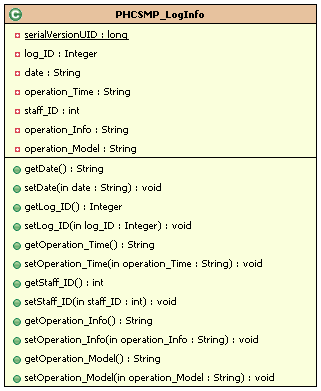 PHCSMP_LogInfo
serialVersionUID : long
log_ID : Integer
date : String
operation_Time : String
staff_ID : int
operation_Info : String
operation_Model : String
getDate() : String
setDate(in date : String) : void
getLog_ID() : Integer
setLog_ID(in log_ID : Integer) : void
getOperation_Time() : String
setOperation_Time(in operation_Time : String) : void
getStaff_ID() : int
setStaff_ID(in staff_ID : int) : void
getOperation_Info() : String
setOperation_Info(in operation_Info : String) : void
getOperation_Model() : String
setOperation_Model(in operation_Model : String) : void